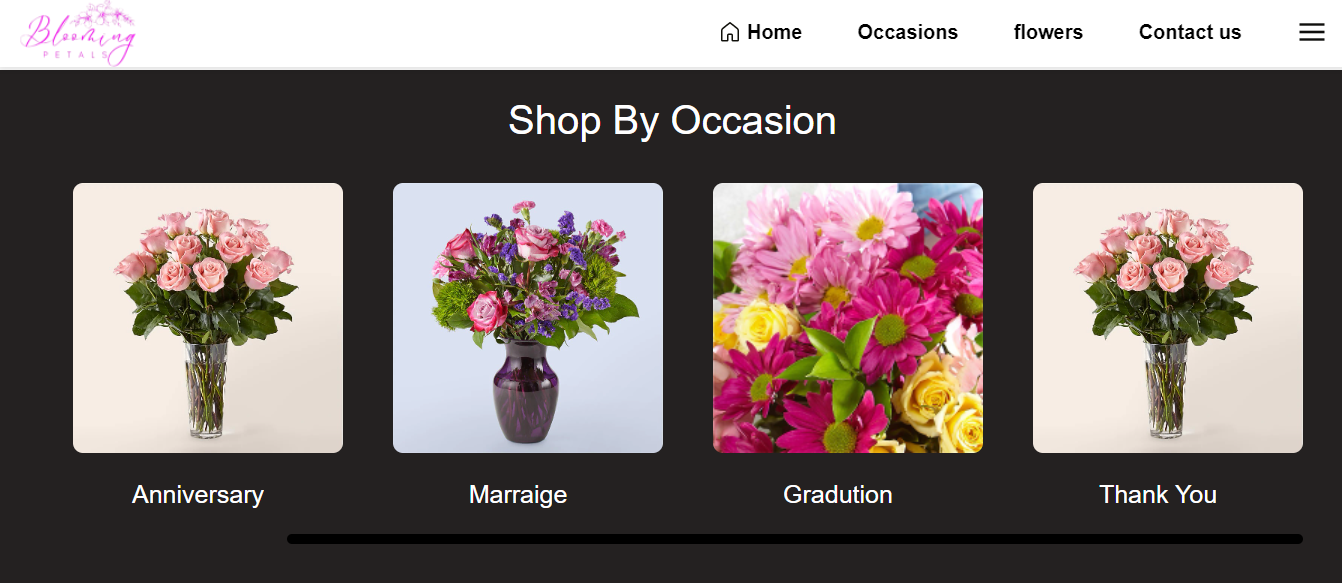 Blooming
PETALS
Home Occasions flowers Contact us
Shop By Occasion
Anniversary Marraige Gradution Thank You